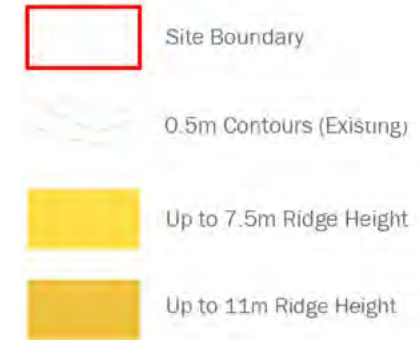 Site Boundary
0.5m Contours (Existing)
Up to 7.5m Ridge Height
Up to 11m Ridge Height